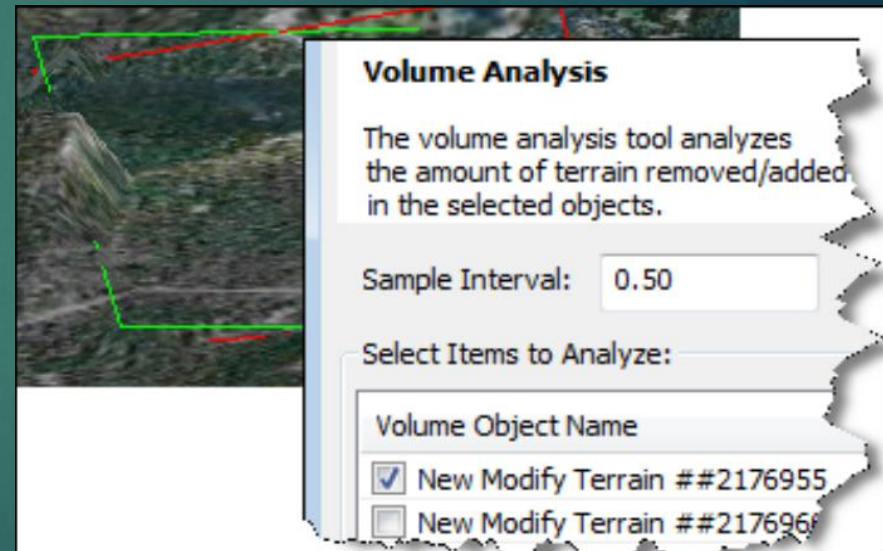 Volume Analysis
The volume analysis tool analyzes
the amount of terrain removed/added
in the selected objects.
Sample Interval: 0.50
Select Items to Analyze:
Volume Object Name
New Modify Terrain ##2176955
New Modify Terrain